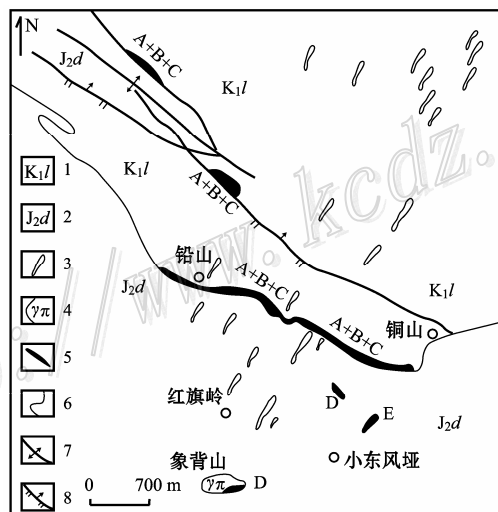 N
A+B+C
J₂d
K₁l
K₁l
A+B+C
K₁l 1
J₂d 2
3
γπ 4
5
6
7
8
铅山
J₂d
A+B+C
A+B+C
K₁l
铜山
D
E
J₂d
红旗岭
小东风垭
象背山
γπ D
0 700 m
//www.kcdz.